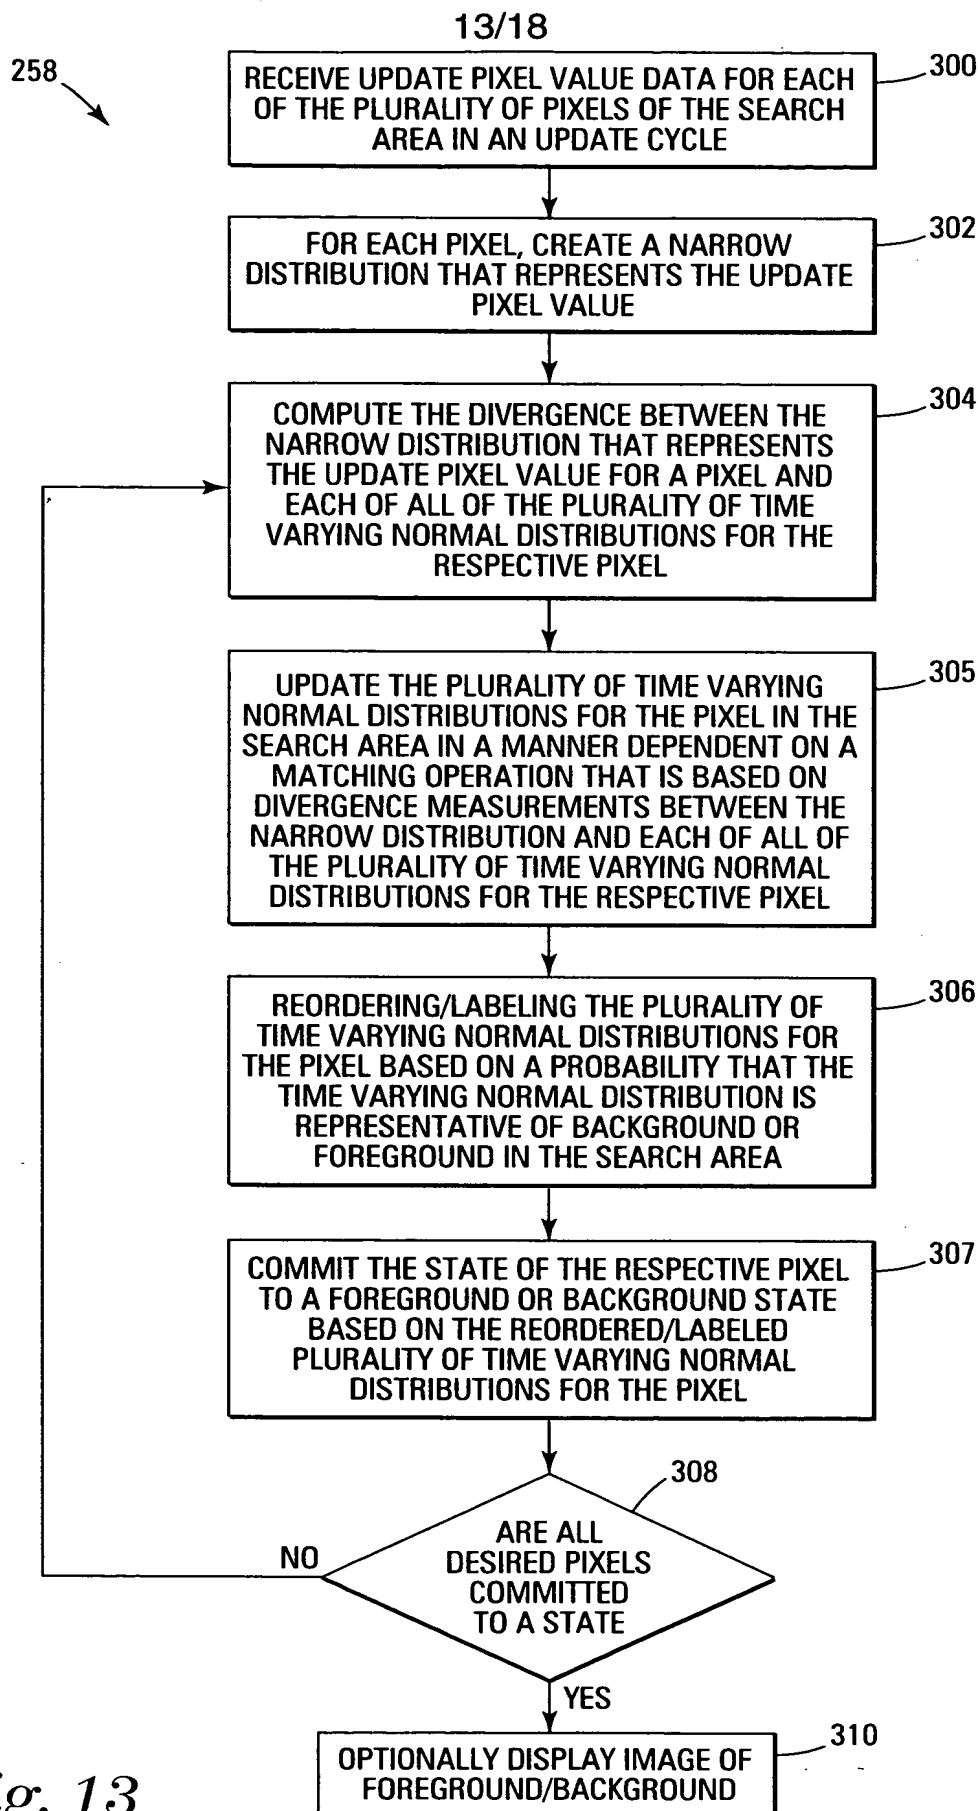 13/18
258
RECEIVE UPDATE PIXEL VALUE DATA FOR EACH
OF THE PLURALITY OF PIXELS OF THE SEARCH
AREA IN AN UPDATE CYCLE
300
FOR EACH PIXEL, CREATE A NARROW
DISTRIBUTION THAT REPRESENTS THE UPDATE
PIXEL VALUE
302
COMPUTE THE DIVERGENCE BETWEEN THE
NARROW DISTRIBUTION THAT REPRESENTS
THE UPDATE PIXEL VALUE FOR A PIXEL AND
EACH OF ALL OF THE PLURALITY OF TIME
VARYING NORMAL DISTRIBUTIONS FOR THE
RESPECTIVE PIXEL
304
UPDATE THE PLURALITY OF TIME VARYING
NORMAL DISTRIBUTIONS FOR THE PIXEL IN THE
SEARCH AREA IN A MANNER DEPENDENT ON A
MATCHING OPERATION THAT IS BASED ON
DIVERGENCE MEASUREMENTS BETWEEN THE
NARROW DISTRIBUTION AND EACH OF ALL OF
THE PLURALITY OF TIME VARYING NORMAL
DISTRIBUTIONS FOR THE RESPECTIVE PIXEL
305
REORDERING/LABELING THE PLURALITY OF
TIME VARYING NORMAL DISTRIBUTIONS FOR
THE PIXEL BASED ON A PROBABILITY THAT THE
TIME VARYING NORMAL DISTRIBUTION IS
REPRESENTATIVE OF BACKGROUND OR
FOREGROUND IN THE SEARCH AREA
306
COMMIT THE STATE OF THE RESPECTIVE PIXEL
TO A FOREGROUND OR BACKGROUND STATE
BASED ON THE REORDERED/LABELED
PLURALITY OF TIME VARYING NORMAL
DISTRIBUTIONS FOR THE PIXEL
307
308
ARE ALL
DESIRED PIXELS
COMMITTED
TO A STATE
NO
YES
OPTIONALLY DISPLAY IMAGE OF
FOREGROUND/BACKGROUND
310
g. 13